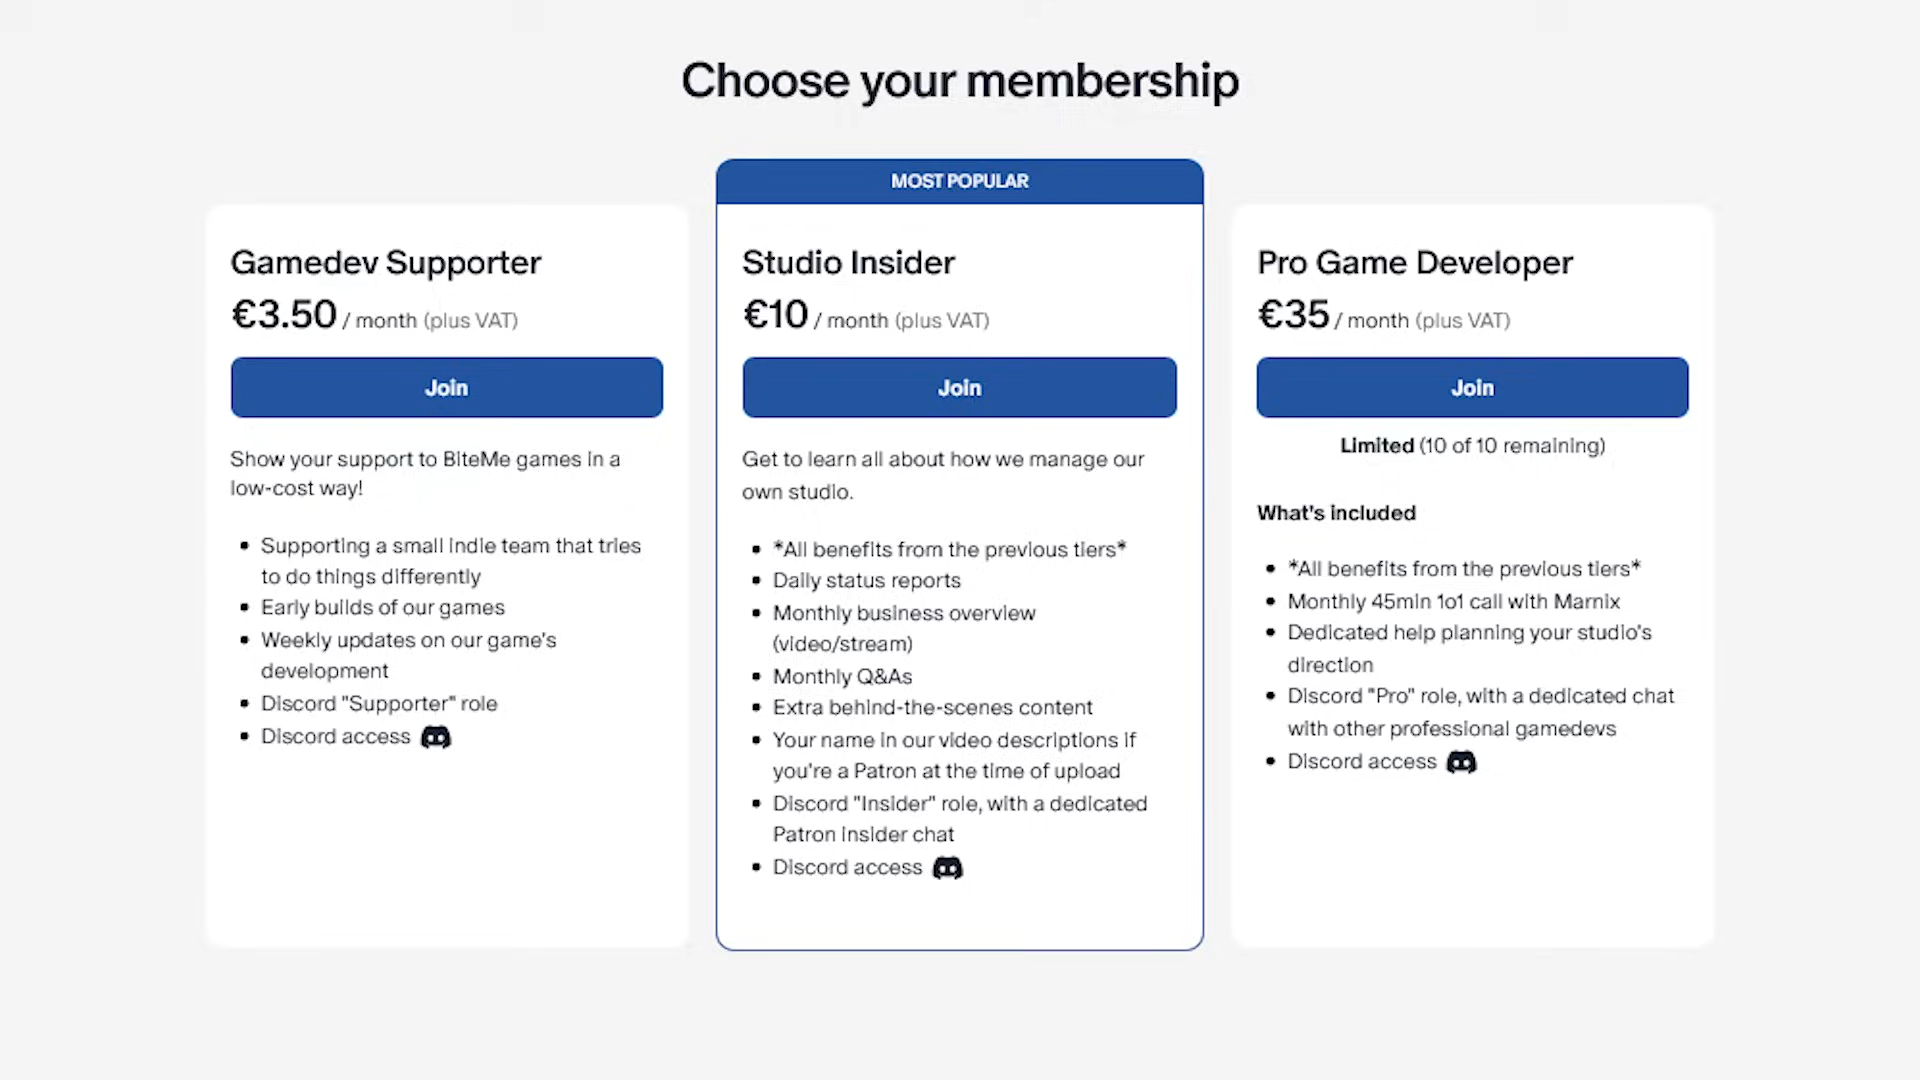 Choose your membership
Gamedev Supporter
€3.50 / month (plus VAT)
Join
Show your support to BiteMe games in a
low-cost way!
Supporting a small indie team that tries
to do things differently
Early builds of our games
Weekly updates on our game's
development
Discord "Supporter" role
Discord access
MOST POPULAR
Studio Insider
€10 / month (plus VAT)
Join
Get to learn all about how we manage our
own studio.
*All benefits from the previous tiers*
Daily status reports
Monthly business overview
(video/stream)
Monthly Q&As
Extra behind-the-scenes content
Your name in our video descriptions if
you're a Patron at the time of upload
Discord "Insider" role, with a dedicated
Patron insider chat
Discord access
Pro Game Developer
€35 / month (plus VAT)
Join
Limited (10 of 10 remaining)
What's included
*All benefits from the previous tiers*
Monthly 45min 1o1 call with Marnix
Dedicated help planning your studio's
direction
Discord "Pro" role, with a dedicated chat
with other professional gamedevs
Discord access